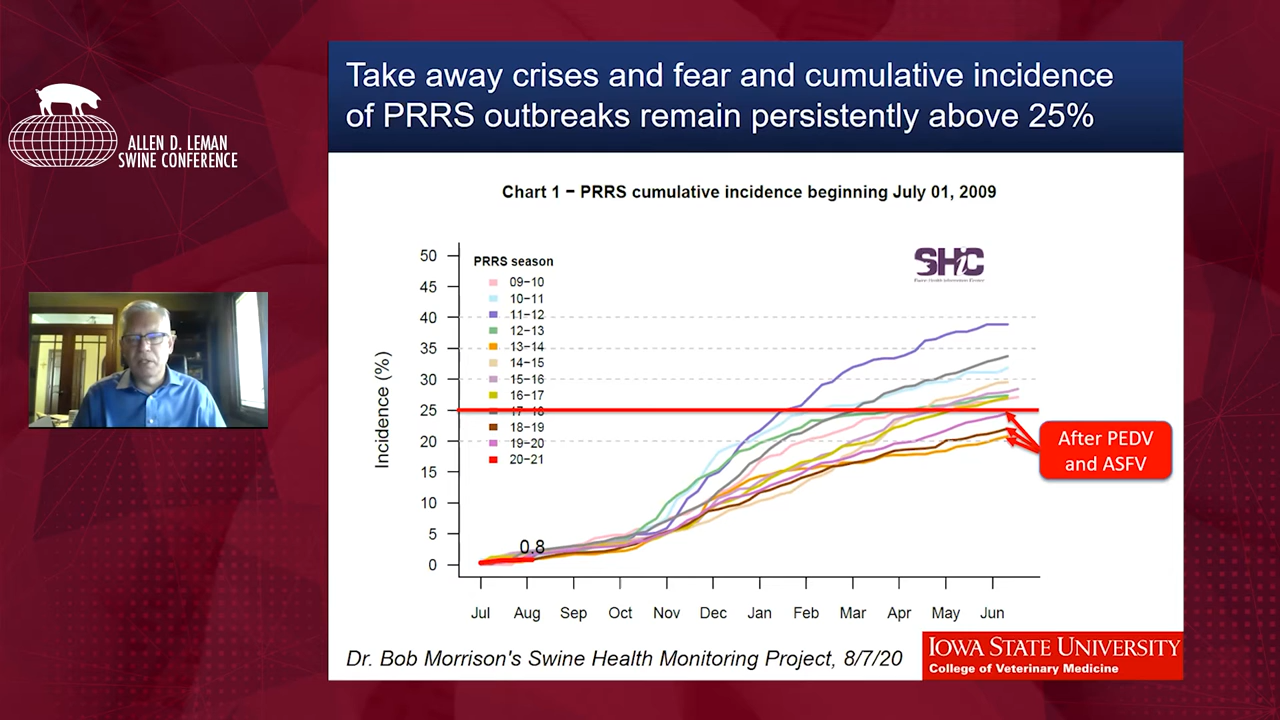 ALLEN D. LEMAN
SWINE CONFERENCE
Take away crises and fear and cumulative incidence
of PRRS outbreaks remain persistently above 25%
Chart 1 − PRRS cumulative incidence beginning July 01, 2009
SHiC
Incidence (%)
50
45
40
35
30
25
20
15
10
5
0
PRRS season
09−10
10−11
11−12
12−13
13−14
14−15
15−16
16−17
17−18
18−19
19−20
20−21
0.8
After PEDV
and ASFV
Jul Aug Sep Oct Nov Dec Jan Feb Mar Apr May Jun
Dr. Bob Morrison's Swine Health Monitoring Project, 8/7/20
IOWA STATE UNIVERSITY
College of Veterinary Medicine